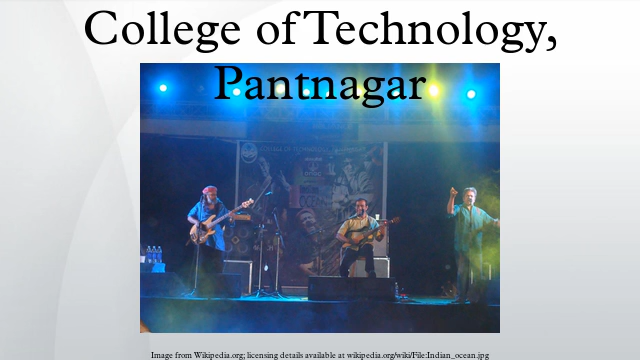 College of Technology,
Pantnagar
Image from Wikipedia.org; licensing details available at wikipedia.org/wiki/File:Indian_ocean.jpg